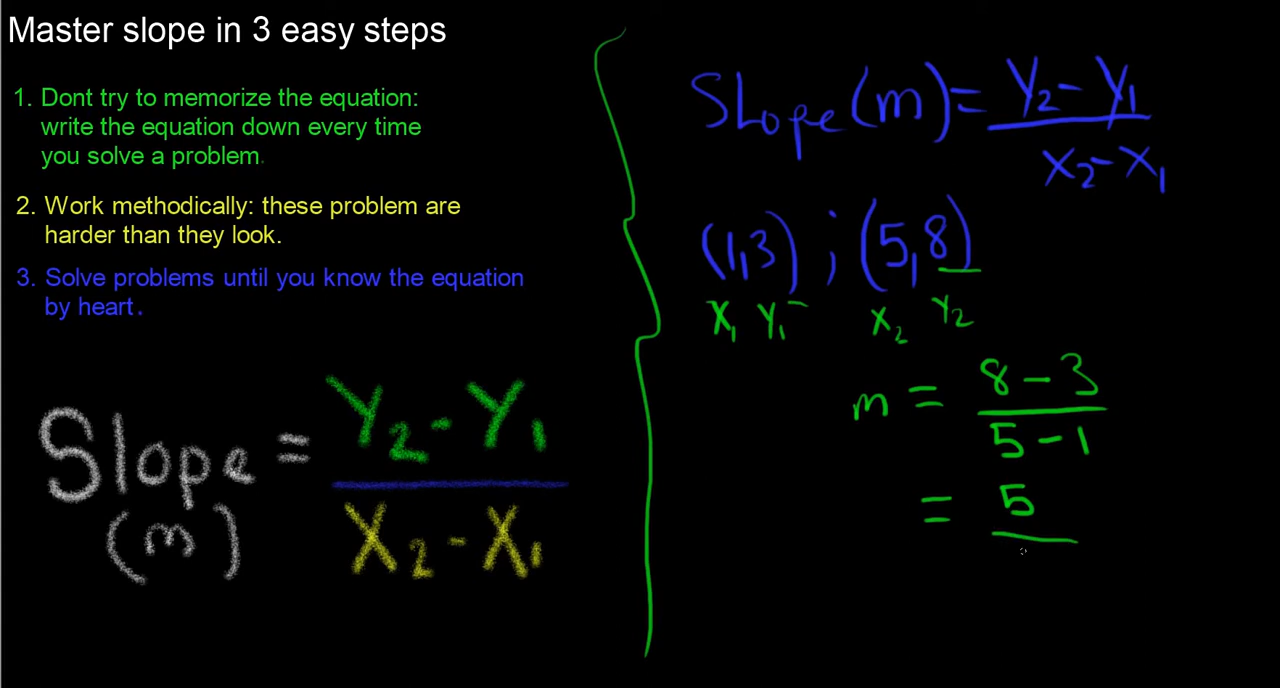 Master slope in 3 easy steps
1. Dont try to memorize the equation:
write the equation down every time
you solve a problem.
2. Work methodically: these problem are
harder than they look.
3. Solve problems until you know the equation
by heart.
Slope = Y₂ - Y₁
(m) X₂ - X₁
Slope (m) = Y₂ - Y₁
X₂ - X₁
(1,3) ; (5,8)
X₁ Y₁ X₂ Y₂
m = 8 - 3
5 - 1
= 5